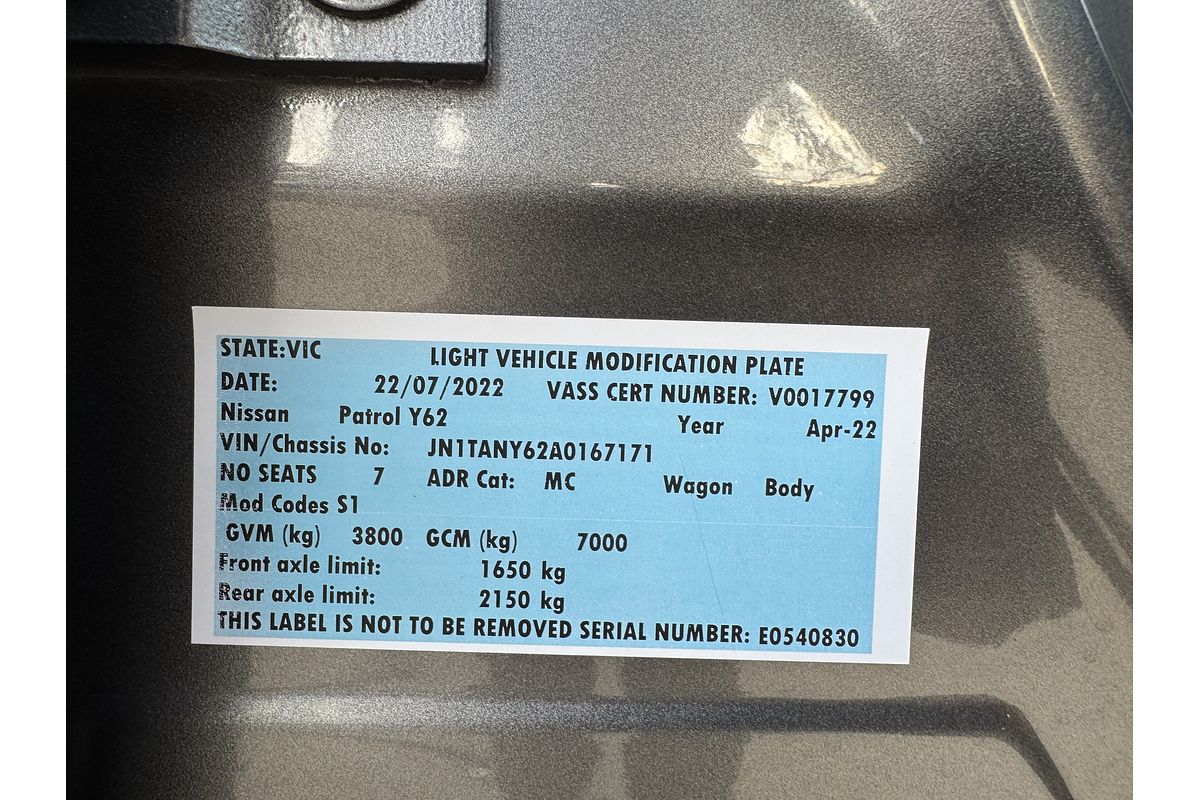 STATE:VIC LIGHT VEHICLE MODIFICATION PLATE
DATE: 22/07/2022 VASS CERT NUMBER: V0017799
Nissan Patrol Y62 Year Apr-22
VIN/Chassis No: JN1TANY62A0167171
NO SEATS 7 ADR Cat: MC Wagon Body
Mod Codes S1
GVM (kg) 3800 GCM (kg) 7000
Front axle limit: 1650 kg
Rear axle limit: 2150 kg
THIS LABEL IS NOT TO BE REMOVED SERIAL NUMBER: E0540830